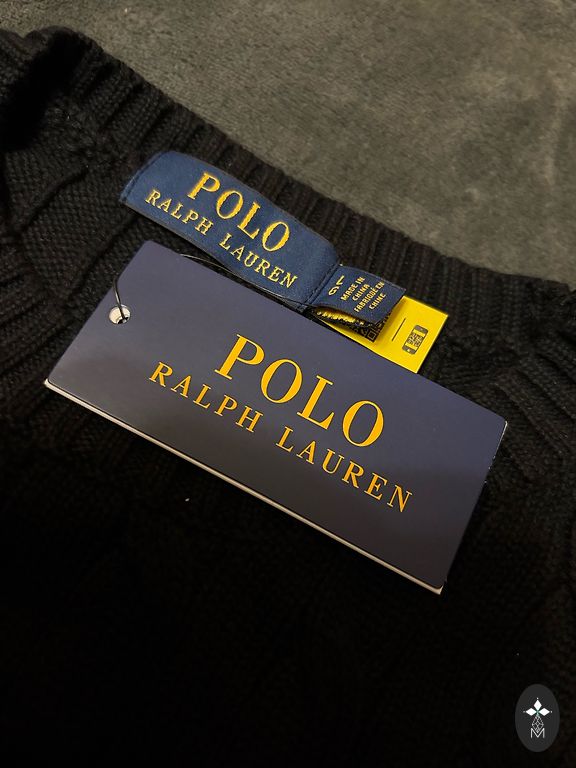 POLO
RALPH LAUREN
G/L
MADE IN
CHINA
FABRIQUÉ EN
CHINE
POLO
RALPH LAUREN
M